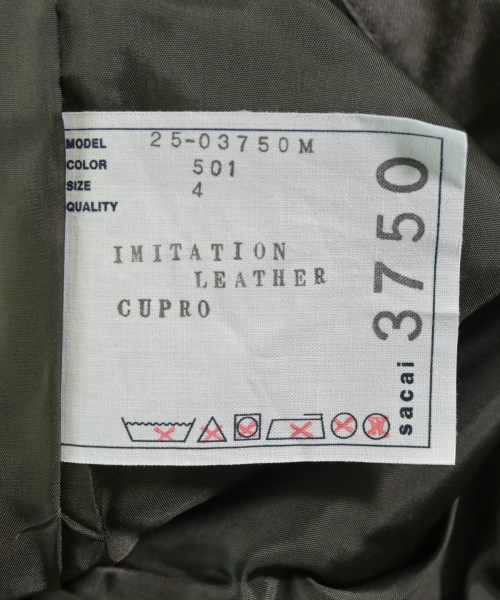 MODEL 25-03750M
COLOR 501
SIZE 4
QUALITY
IMITATION
LEATHER
CUPRO
sacai 3750